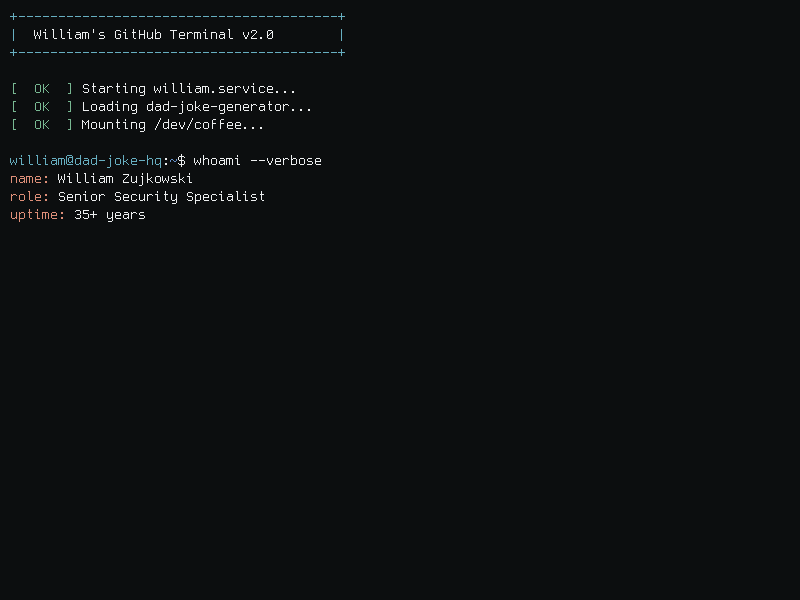 +----------------------------------------+
|  William's GitHub Terminal v2.0        |
+----------------------------------------+
[  OK  ] Starting william.service...
[  OK  ] Loading dad-joke-generator...
[  OK  ] Mounting /dev/coffee...
william@dad-joke-hq:~$ whoami --verbose
name: William Zujkowski
role: Senior Security Specialist
uptime: 35+ years